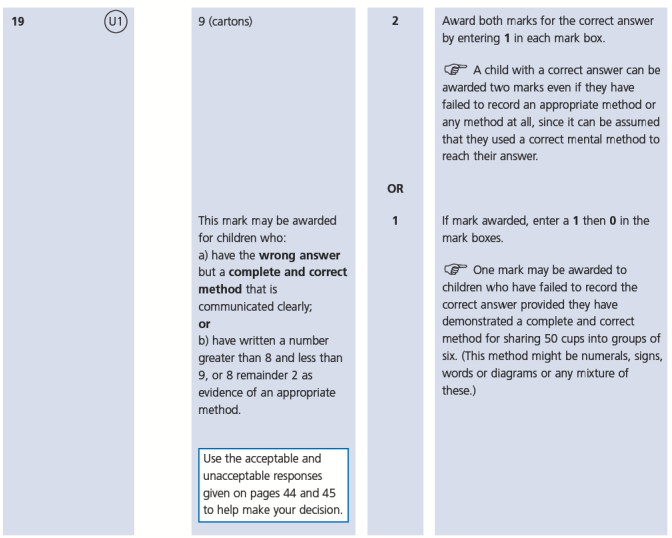 19
U1
9 (cartons)
2
Award both marks for the correct answer
by entering 1 in each mark box.
A child with a correct answer can be
awarded two marks even if they have
failed to record an appropriate method or
any method at all, since it can be assumed
that they used a correct mental method to
reach their answer.
OR
This mark may be awarded
for children who:
a) have the wrong answer
but a complete and correct
method that is
communicated clearly;
or
b) have written a number
greater than 8 and less than
9, or 8 remainder 2 as
evidence of an appropriate
method.
1
If mark awarded, enter a 1 then 0 in the
mark boxes.
One mark may be awarded to
children who have failed to record the
correct answer provided they have
demonstrated a complete and correct
method for sharing 50 cups into groups of
six. (This method might be numerals, signs,
words or diagrams or any mixture of
these.)
Use the acceptable and
unacceptable responses
given on pages 44 and 45
to help make your decision.